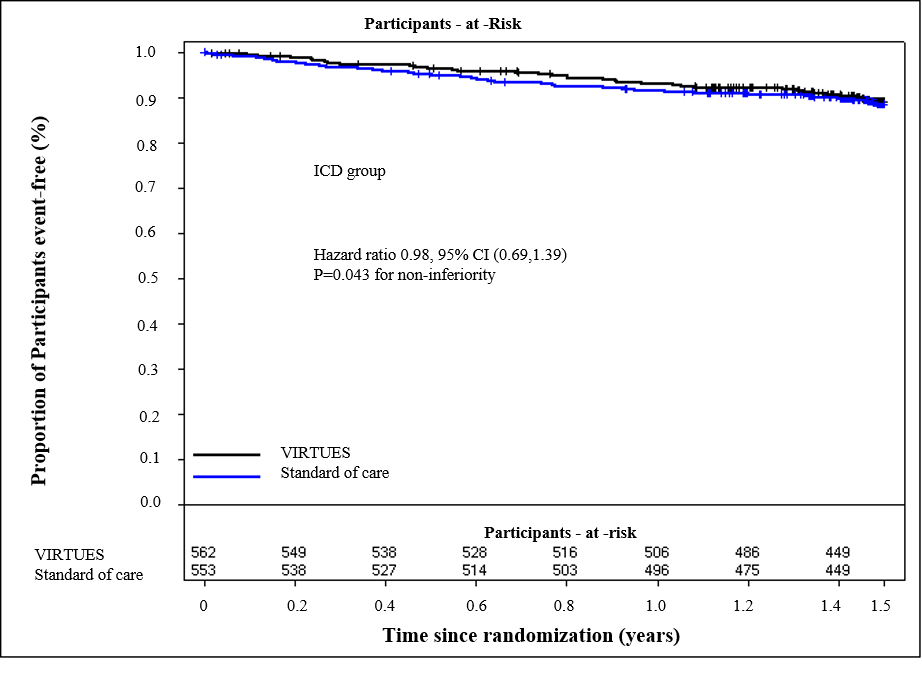 Participants - at -Risk
Proportion of Participants event-free (%)
1.0
0.9
0.8
0.7
0.6
0.5
0.4
0.3
0.2
0.1
0.0
ICD group
Hazard ratio 0.98, 95% CI (0.69,1.39)
P=0.043 for non-inferiority
VIRTUES
Standard of care
Participants - at -risk
VIRTUES 562 549 538 528 516 506 486 449
Standard of care 553 538 527 514 503 496 475 449
0 0.2 0.4 0.6 0.8 1.0 1.2 1.4 1.5
Time since randomization (years)